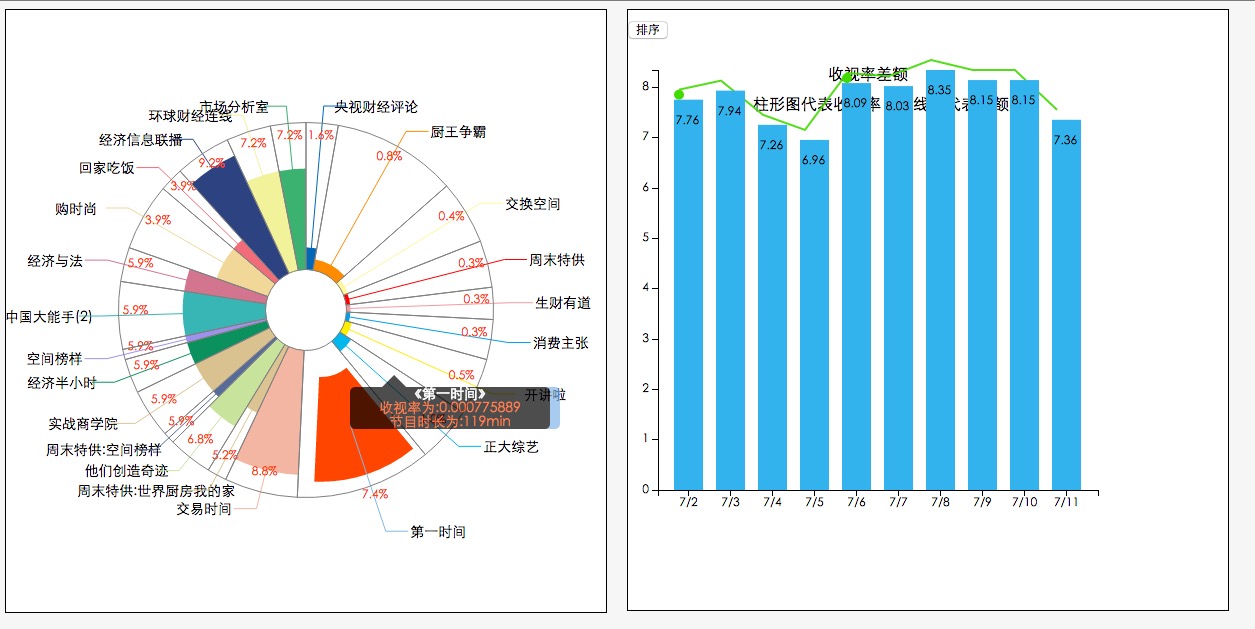 市场分析室
央视财经评论
环球财经连线
厨王争霸
经济信息联播
回家吃饭
购时尚
交换空间
经济与法
周末特供
中国大能手(2)
生财有道
空间榜样
消费主张
经济半小时
开讲啦
实战商学院
周末特供:空间榜样
正大综艺
他们创造奇迹
周末特供:世界厨房我的家
交易时间
第一时间
7.2%
1.6%
7.2%
0.8%
9.2%
3.9%
3.9%
0.4%
5.9%
0.3%
5.9%
0.3%
5.9%
0.3%
5.9%
0.5%
5.9%
5.9%
6.8%
5.2%
8.8%
7.4%
《第一时间》
收视率为:0.000775889
节目时长为:119min
排序
收视率差额
柱形图代表收 率 线 代表 额
8
7
6
5
4
3
2
1
0
7.76
7.94
7.26
6.96
8.09
8.03
8.35
8.15
8.15
7.36
7/2
7/3
7/4
7/5
7/6
7/7
7/8
7/9
7/10
7/11